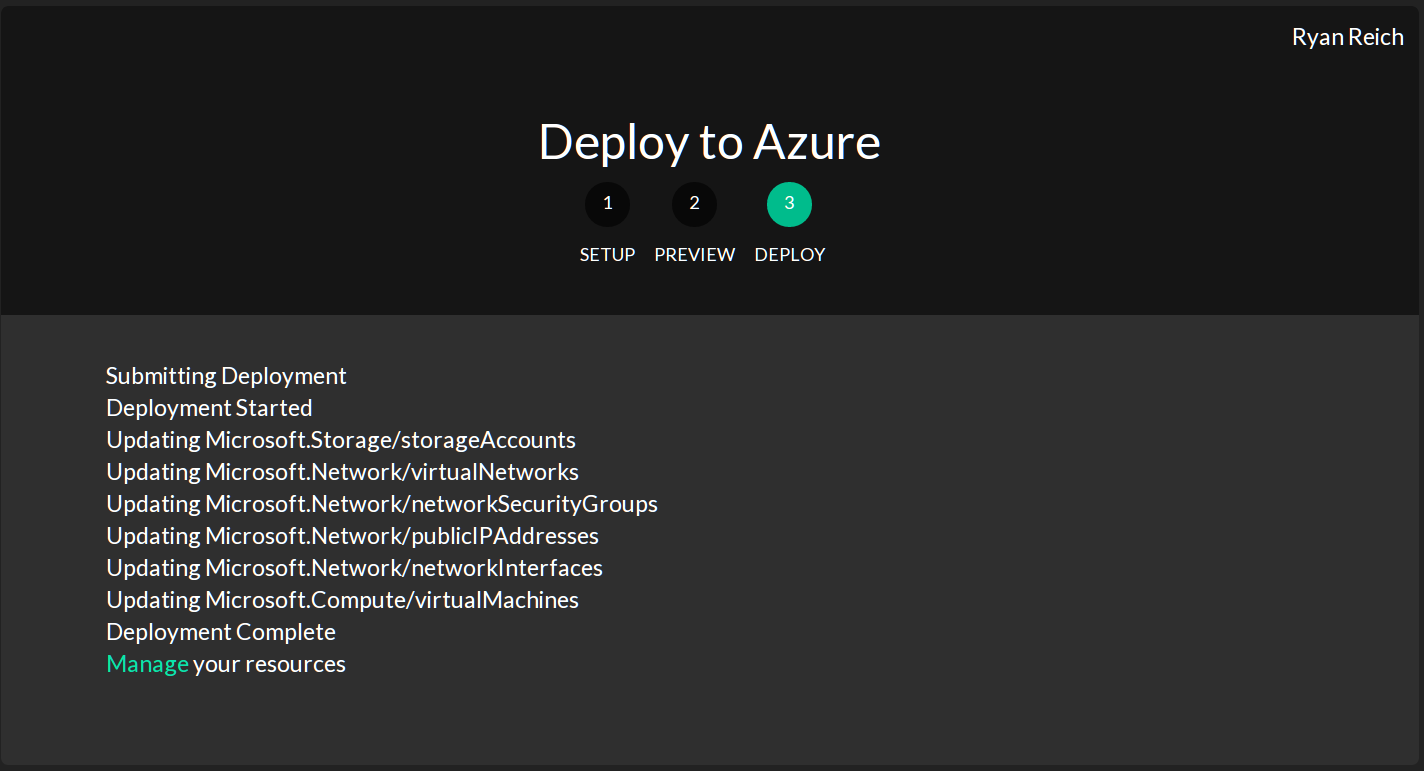 Ryan Reich
Deploy to Azure
1 2 3
SETUP PREVIEW DEPLOY
Submitting Deployment
Deployment Started
Updating Microsoft.Storage/storageAccounts
Updating Microsoft.Network/virtualNetworks
Updating Microsoft.Network/networkSecurityGroups
Updating Microsoft.Network/publicIPAddresses
Updating Microsoft.Network/networkInterfaces
Updating Microsoft.Compute/virtualMachines
Deployment Complete
Manage your resources